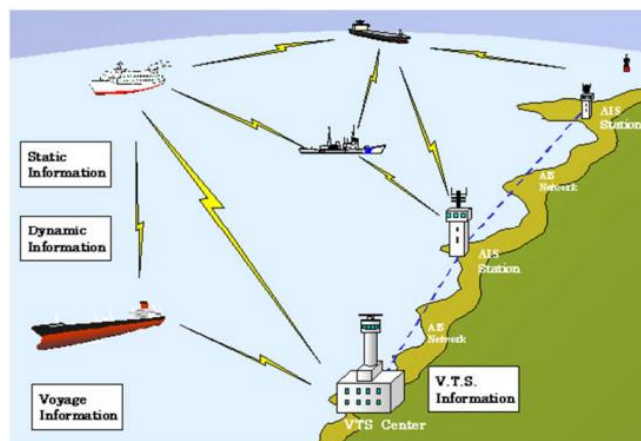 AIS
Station
Static
Information
AIS
Network
Dynamic
Information
AIS
Station
AIS
Network
Voyage
Information
V.T.S.
Information
VTS Center